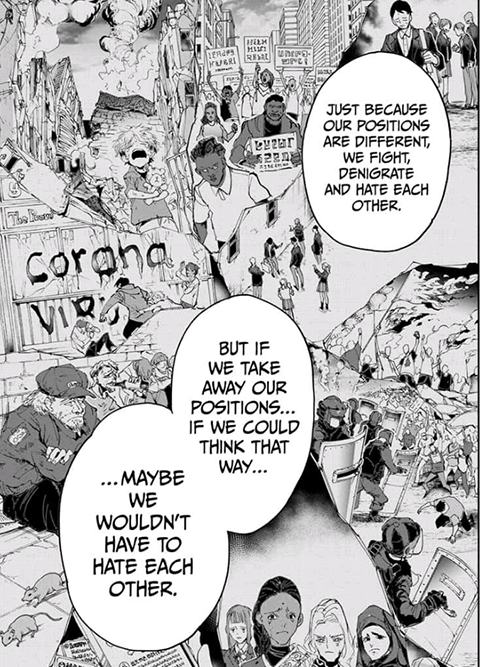 JUST BECAUSE
OUR POSITIONS
ARE DIFFERENT,
WE FIGHT,
DENIGRATE
AND HATE EACH
OTHER.
corona
VIRU
The
BUT IF
WE TAKE
AWAY OUR
POSITIONS...
IF WE COULD
THINK THAT
WAY...
...MAYBE
WE
WOULDN'T
HAVE TO
HATE EACH
OTHER.